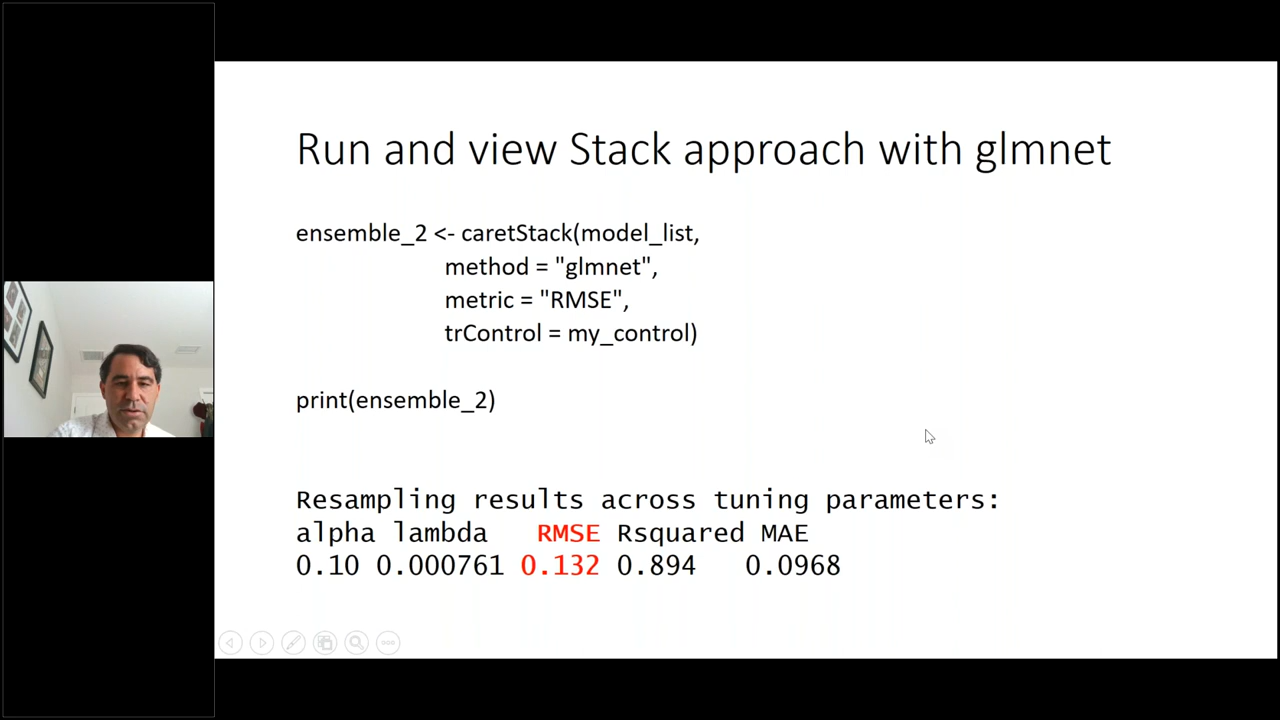 Run and view Stack approach with glmnet
ensemble_2 <- caretStack(model_list,
method = "glmnet",
metric = "RMSE",
trControl = my_control)
print(ensemble_2)
Resampling results across tuning parameters:
alpha lambda RMSE Rsquared MAE
0.10 0.000761 0.132 0.894 0.0968